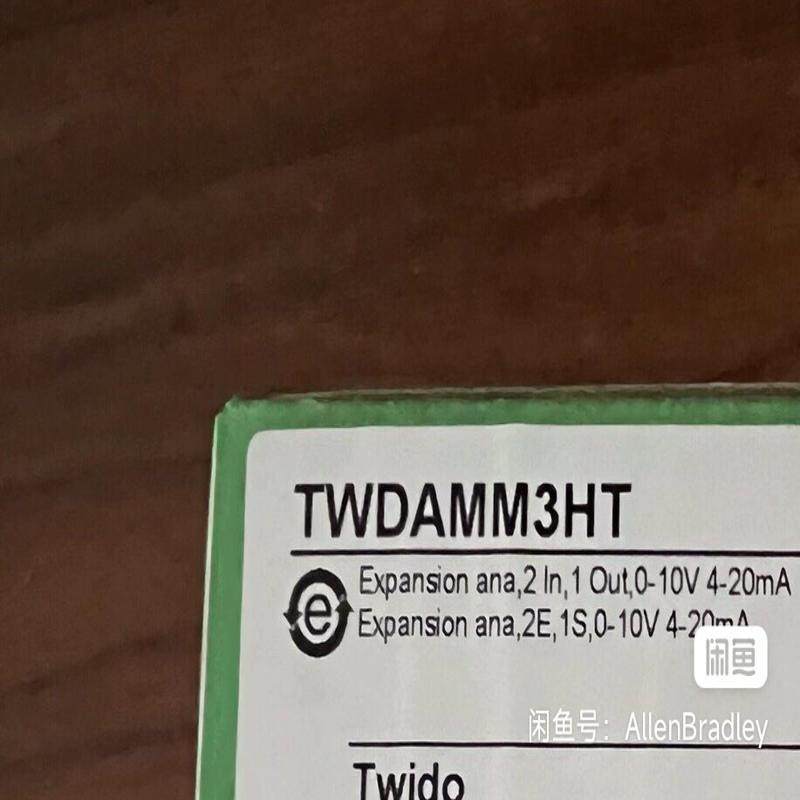 TWDAMM3HT
Expansion ana,2 In,1 Out,0-10V 4-20mA
e
Expansion ana,2E,1S,0-10V 4-20mA
闲鱼
闲鱼号：AllenBradley
Twido